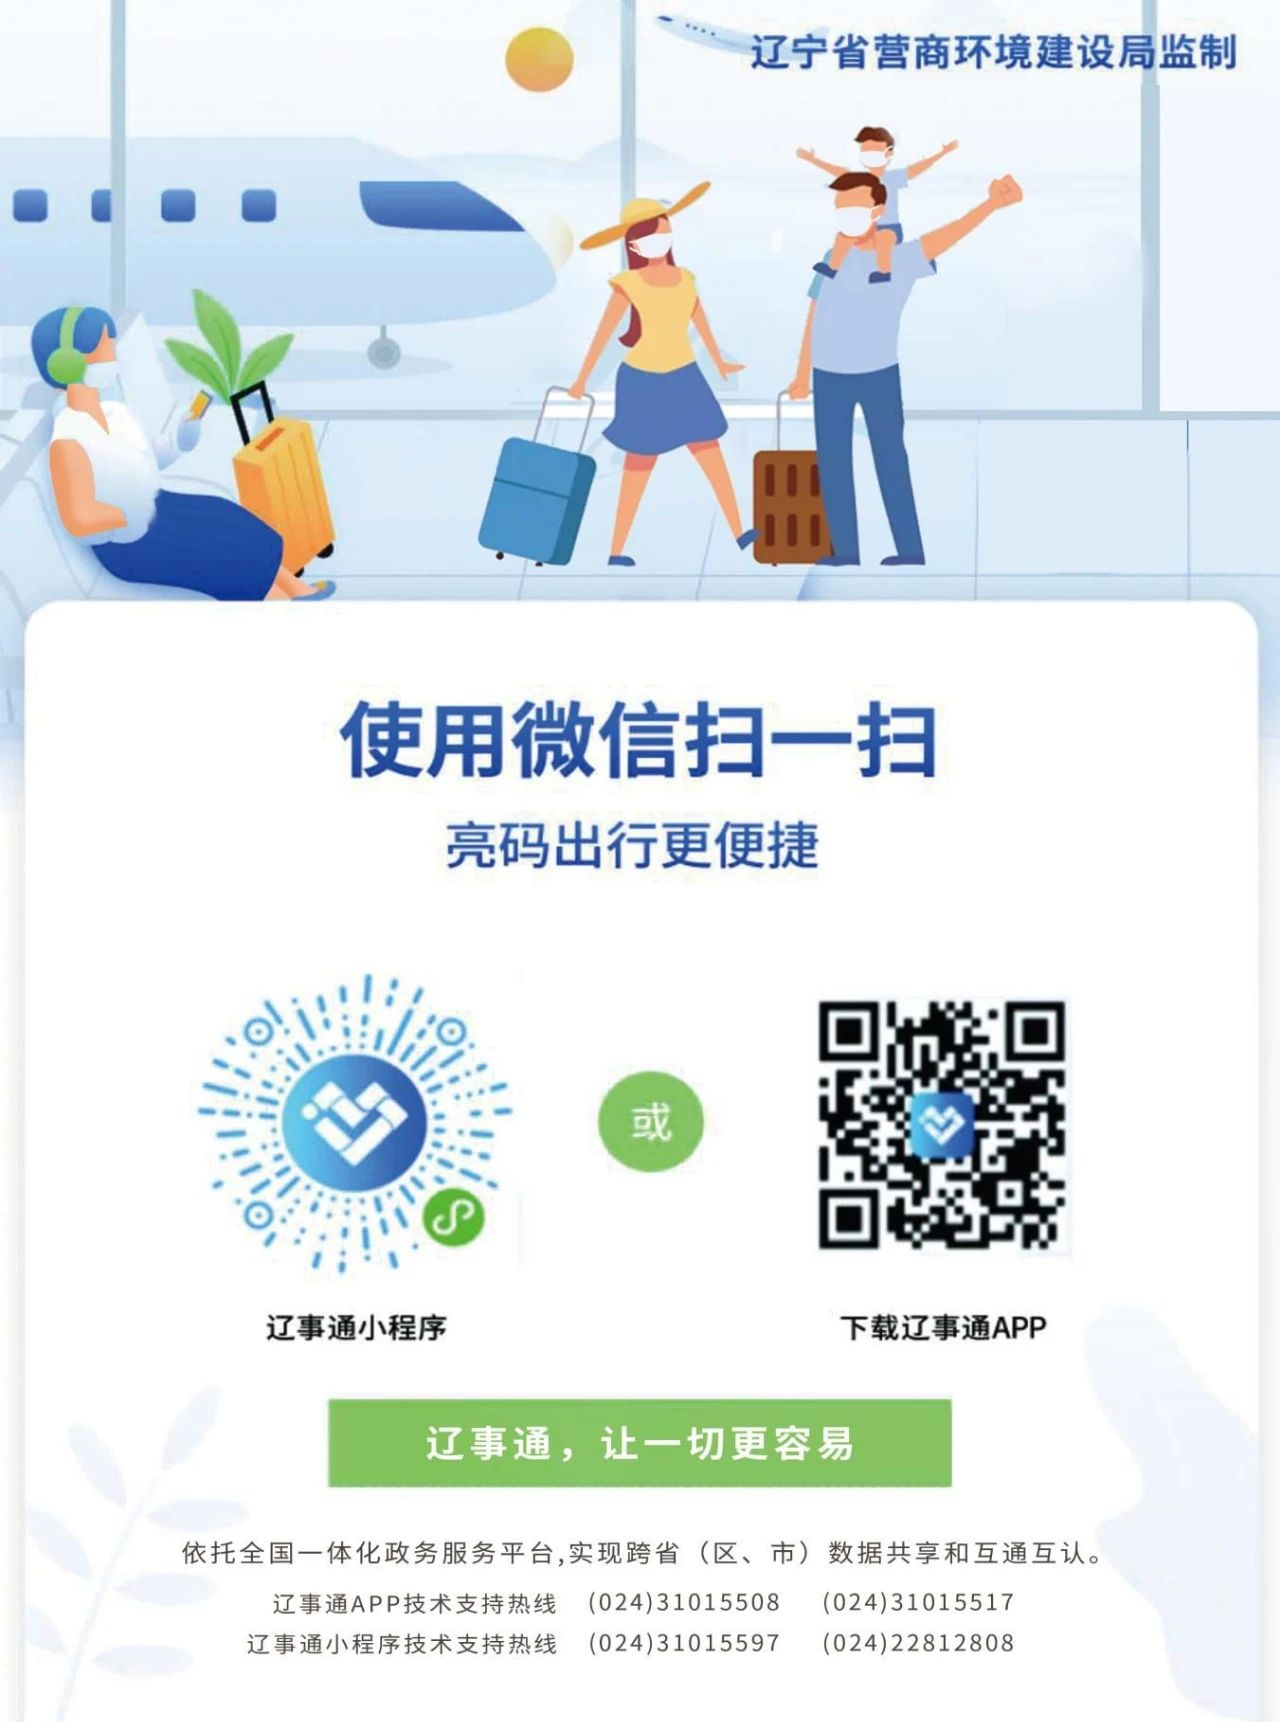 辽宁省营商环境建设局监制
使用微信扫一扫
亮码出行更便捷
或
辽事通小程序
下载辽事通APP
辽事通，让一切更容易
依托全国一体化政务服务平台,实现跨省（区、市）数据共享和互通互认。
辽事通APP技术支持热线 (024)31015508 (024)31015517
辽事通小程序技术支持热线 (024)31015597 (024)22812808